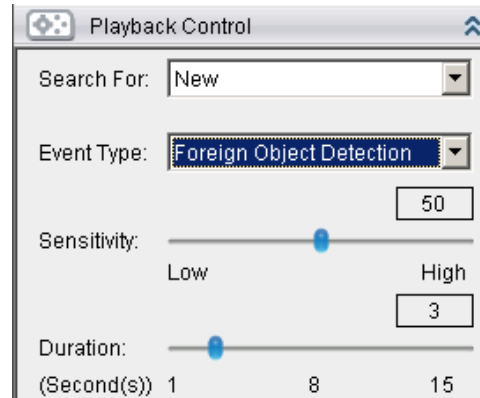 Playback Control
Search For: New
Event Type: Foreign Object Detection
50
Sensitivity:
Low High
3
Duration:
(Second(s)) 1 8 15